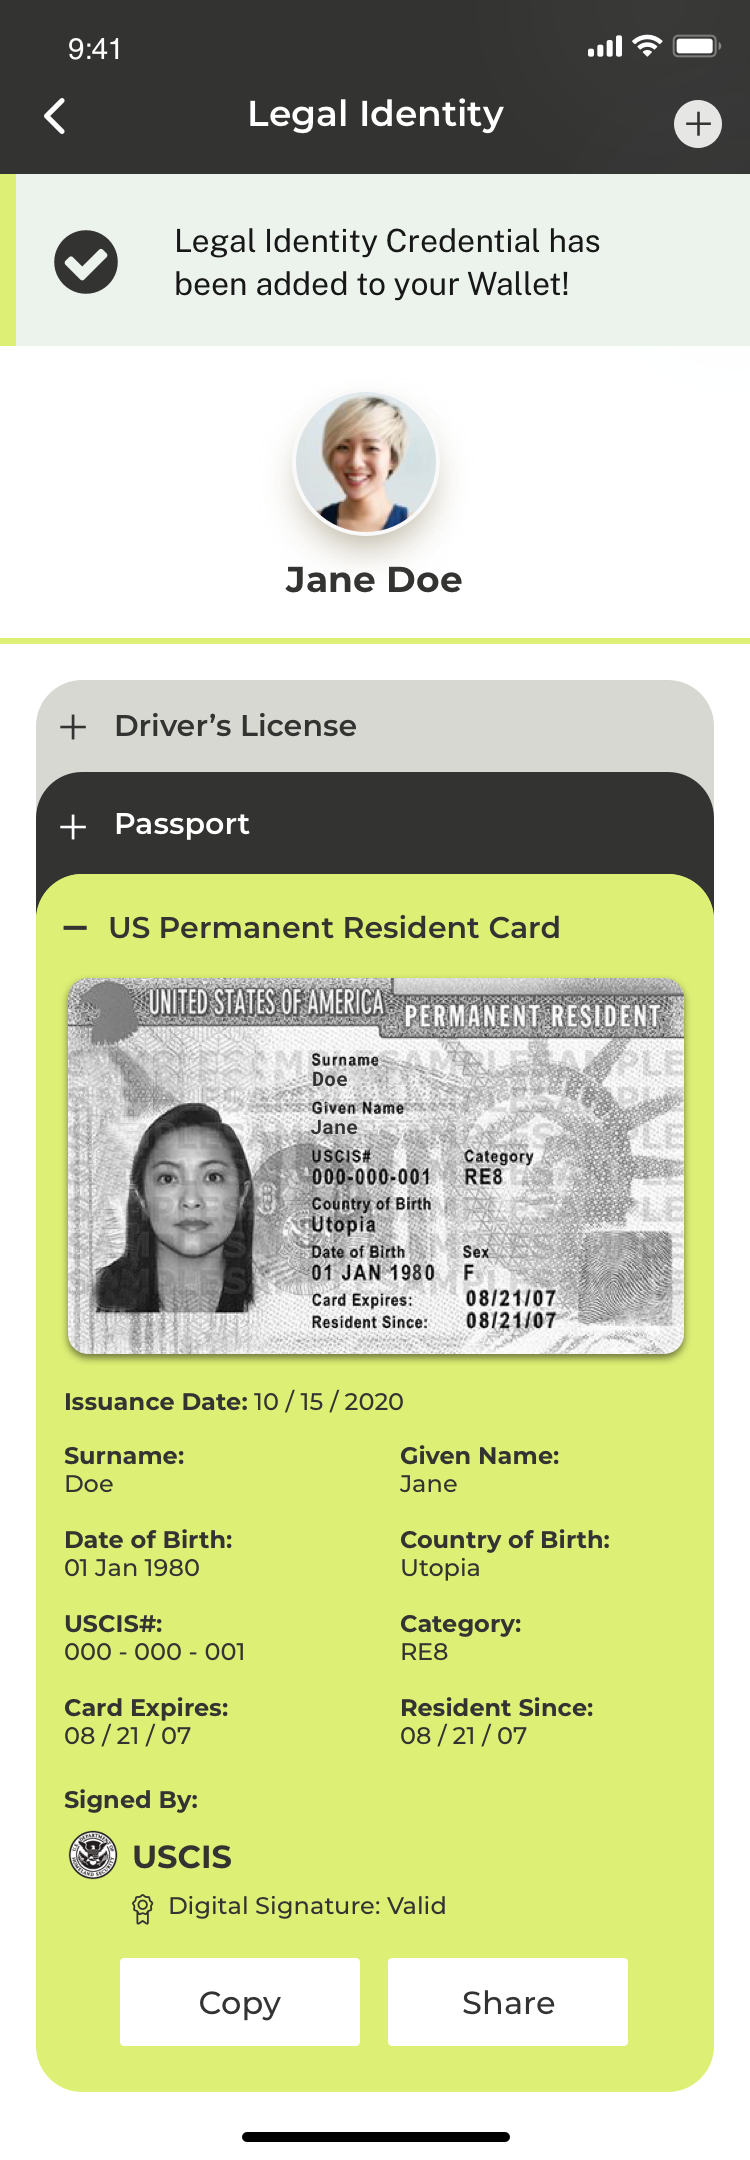 9:41
Legal Identity
Legal Identity Credential has
been added to your Wallet!
Jane Doe
Driver’s License
Passport
US Permanent Resident Card
UNITED STATES OF AMERICA
PERMANENT RESIDENT
Surname
Doe
Given Name
Jane
USCIS# Category
000-000-001 RE8
Country of Birth
Utopia
Date of Birth Sex
01 JAN 1980 F
Card Expires: 08/21/07
Resident Since: 08/21/07
Issuance Date: 10 / 15 / 2020
Surname: Given Name:
Doe Jane
Date of Birth: Country of Birth:
01 Jan 1980 Utopia
USCIS#: Category:
000 - 000 - 001 RE8
Card Expires: Resident Since:
08 / 21 / 07 08 / 21 / 07
Signed By:
USCIS
Digital Signature: Valid
Copy Share